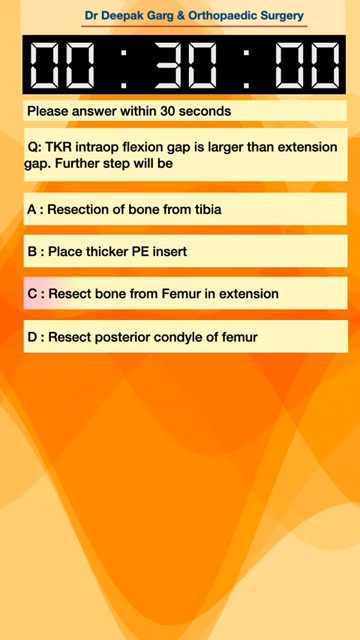 Dr Deepak Garg & Orthopaedic Surgery
00 : 30 : 00
Please answer within 30 seconds
Q: TKR intraop flexion gap is larger than extension
gap. Further step will be
A : Resection of bone from tibia
B : Place thicker PE insert
C : Resect bone from Femur in extension
D : Resect posterior condyle of femur